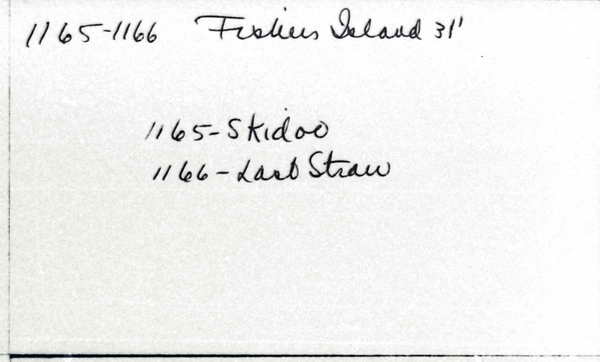 1165-1166 Fishers Island 31'
1165-Skidoo
1166-Last Straw